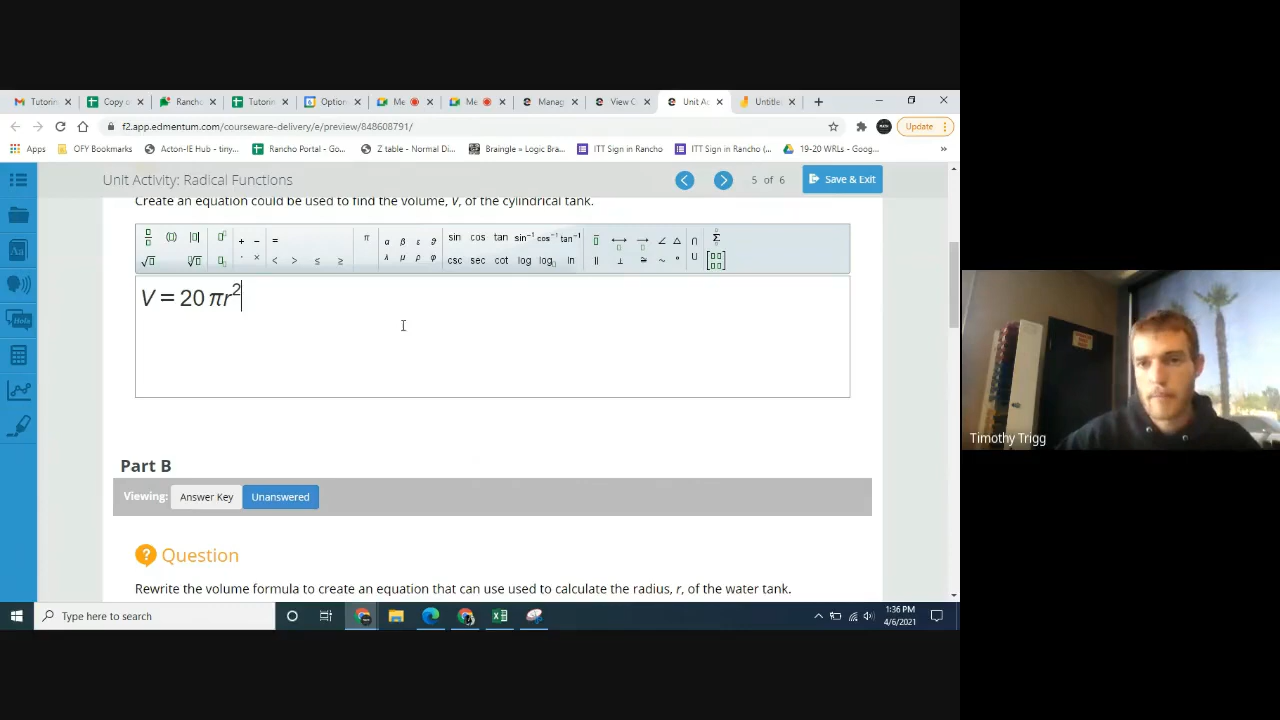 Tutorin
Copy o
Ranch
Tutorin
Option
Me
Me
Manag
View C
Unit Ac
Untitle
f2.app.edmentum.com/courseware-delivery/e/preview/848608791/
Update
Apps
OFY Bookmarks
Acton-IE Hub - tiny...
Rancho Portal - Go...
Z table - Normal Di...
Braingle » Logic Bra...
ITT Sign in Rancho
ITT Sign in Rancho (...
19-20 WRLs - Goog...
»
Unit Activity: Radical Functions
5 of 6
Save & Exit
Create an equation could be used to find the volume, V, of the cylindrical tank.
+ − = π α β ε θ sin cos tan sin⁻¹ cos⁻¹ tan⁻¹
· × < > ≤ ≥ λ μ ρ φ csc sec cot log log ln
V = 20 πr²
Part B
Viewing: Answer Key Unanswered
? Question
Rewrite the volume formula to create an equation that can use used to calculate the radius, r, of the water tank.
Type here to search
1:36 PM
4/6/2021
Timothy Trigg